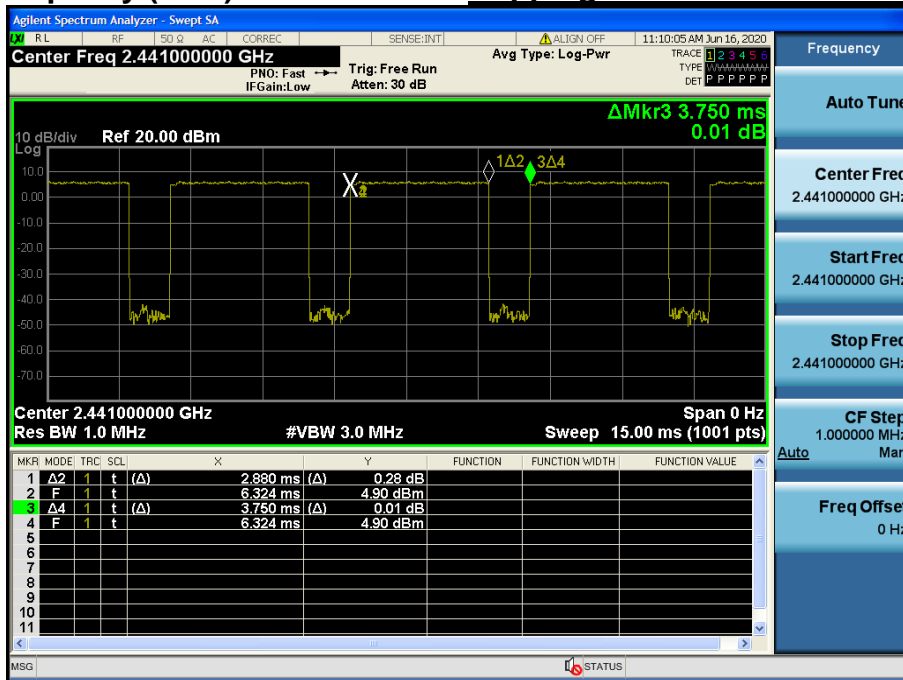 Agilent Spectrum Analyzer - Swept SA
LXI RL RF 50 Ω AC CORREC SENSE:INT ALIGN OFF 11:10:05 AM Jun 16, 2020
Center Freq 2.441000000 GHz
PNO: Fast
IFGain:Low
Trig: Free Run
Atten: 30 dB
Avg Type: Log-Pwr
TRACE 1 2 3 4 5 6
TYPE
DET P P P P P P
ΔMkr3 3.750 ms
0.01 dB
10 dB/div Ref 20.00 dBm
Log
10.0
0.00
-10.0
-20.0
-30.0
-40.0
-50.0
-60.0
-70.0
X
1Δ2 3Δ4
Center 2.441000000 GHz Span 0 Hz
Res BW 1.0 MHz #VBW 3.0 MHz Sweep 15.00 ms (1001 pts)
MKR MODE TRC SCL X Y FUNCTION FUNCTION WIDTH FUNCTION VALUE
1 Δ2 1 t (Δ) 2.880 ms (Δ) 0.28 dB
2 F 1 t 6.324 ms 4.90 dBm
3 Δ4 1 t (Δ) 3.750 ms (Δ) 0.01 dB
4 F 1 t 6.324 ms 4.90 dBm
5
6
7
8
9
10
11
MSG STATUS
Frequency
Auto Tune
Center Freq
2.441000000 GHz
Start Freq
2.441000000 GHz
Stop Freq
2.441000000 GHz
CF Step
1.000000 MHz
Auto Man
Freq Offset
0 Hz